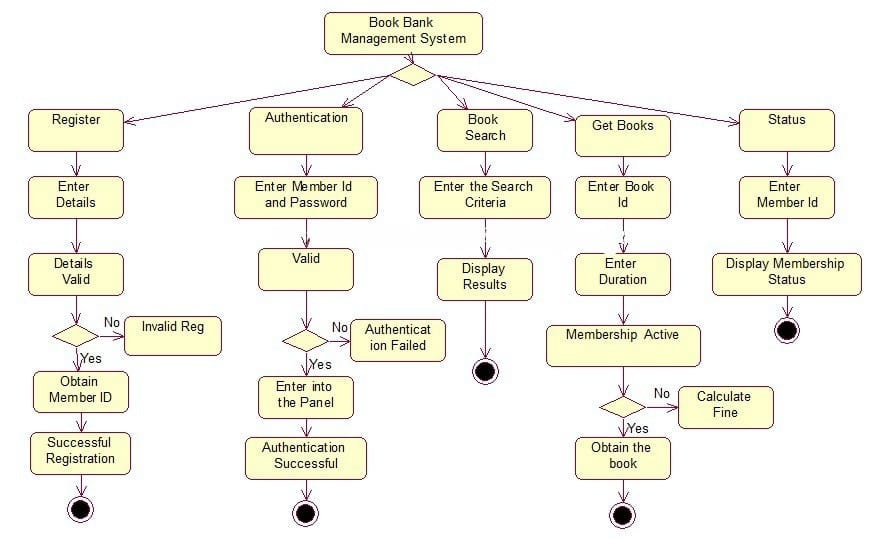 Book Bank
Management System
Register
Authentication
Book
Search
Get Books
Status
Enter
Details
Enter Member Id
and Password
Enter the Search
Criteria
Enter Book
Id
Enter
Member Id
Details
Valid
Valid
Display
Results
Enter
Duration
Display Membership
Status
No
Invalid Reg
No
Authenticat
ion Failed
Membership Active
Yes
Yes
Obtain
Member ID
Enter into
the Panel
No
Calculate
Fine
Yes
Successful
Registration
Authentication
Successful
Obtain the
book